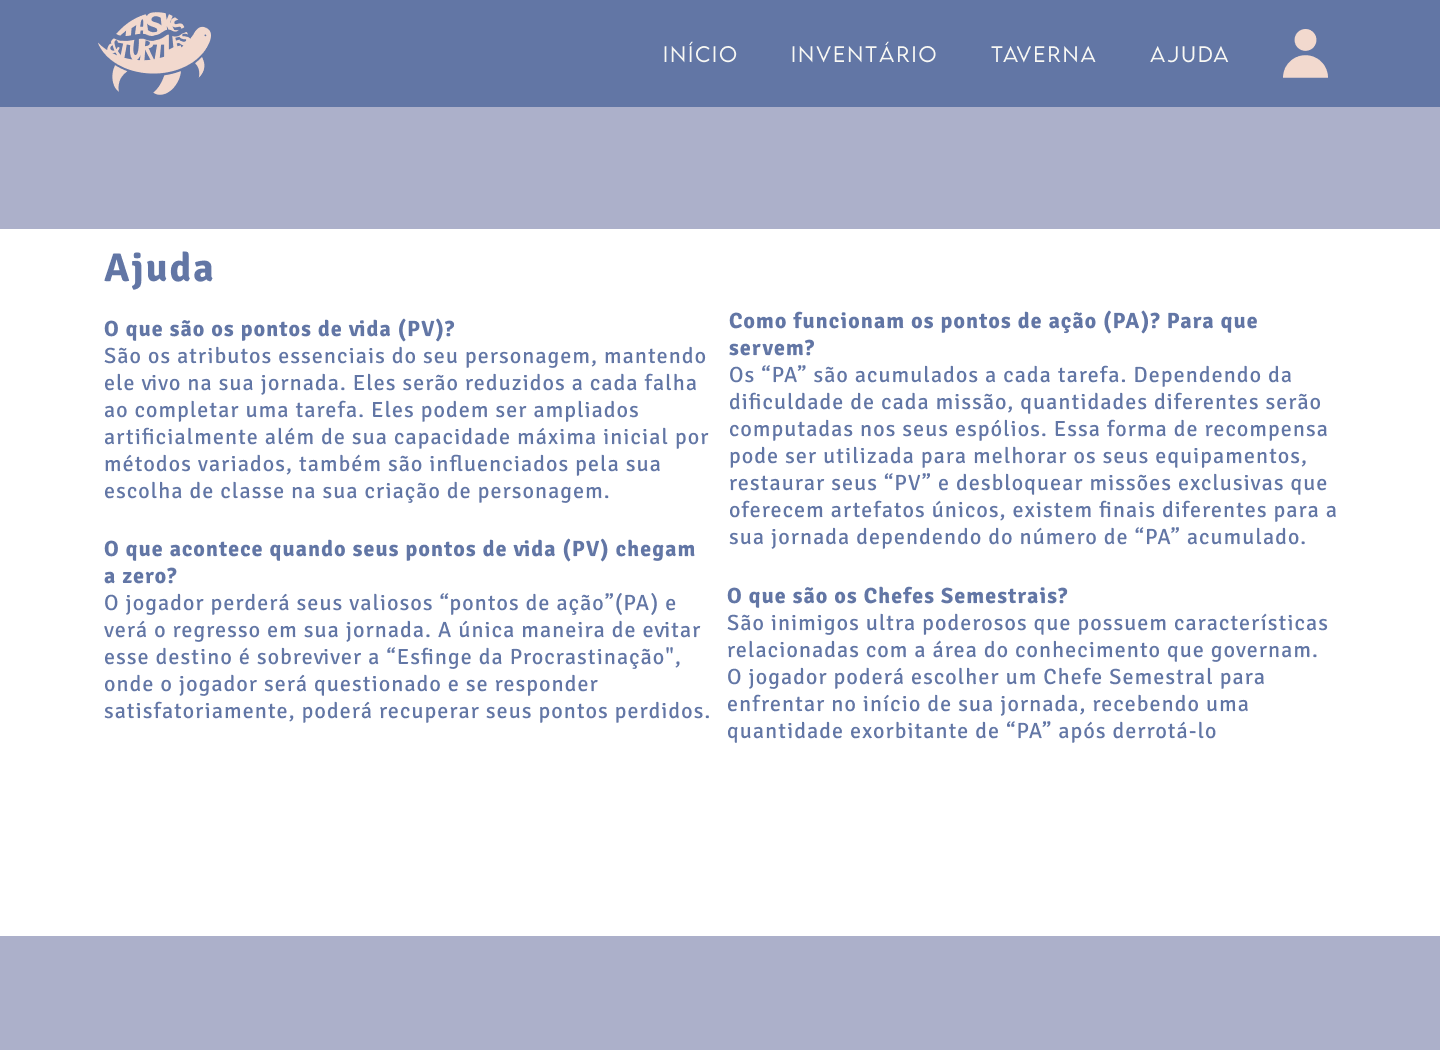 TASKS
&TURTLES
INÍCIO
INVENTÁRIO
TAVERNA
AJUDA
Ajuda
O que são os pontos de vida (PV)?
São os atributos essenciais do seu personagem, mantendo
ele vivo na sua jornada. Eles serão reduzidos a cada falha
ao completar uma tarefa. Eles podem ser ampliados
artificialmente além de sua capacidade máxima inicial por
métodos variados, também são influenciados pela sua
escolha de classe na sua criação de personagem.
O que acontece quando seus pontos de vida (PV) chegam
a zero?
O jogador perderá seus valiosos “pontos de ação”(PA) e
verá o regresso em sua jornada. A única maneira de evitar
esse destino é sobreviver a “Esfinge da Procrastinação",
onde o jogador será questionado e se responder
satisfatoriamente, poderá recuperar seus pontos perdidos.
Como funcionam os pontos de ação (PA)? Para que
servem?
Os “PA” são acumulados a cada tarefa. Dependendo da
dificuldade de cada missão, quantidades diferentes serão
computadas nos seus espólios. Essa forma de recompensa
pode ser utilizada para melhorar os seus equipamentos,
restaurar seus “PV” e desbloquear missões exclusivas que
oferecem artefatos únicos, existem finais diferentes para a
sua jornada dependendo do número de “PA” acumulado.
O que são os Chefes Semestrais?
São inimigos ultra poderosos que possuem características
relacionadas com a área do conhecimento que governam.
O jogador poderá escolher um Chefe Semestral para
enfrentar no início de sua jornada, recebendo uma
quantidade exorbitante de “PA” após derrotá-lo